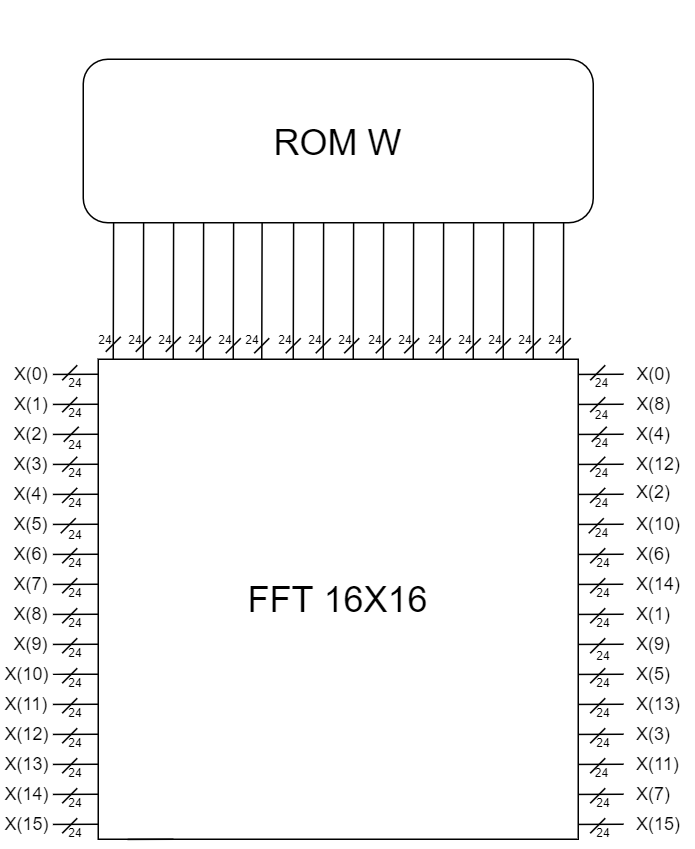 ROM W
24 24 24 24 24 24 24 24 24 24 24 24 24 24 24 24
X(0) 24 24 X(0)
X(1) 24 24 X(8)
X(2) 24 24 X(4)
X(3) 24 24 X(12)
X(4) 24 24 X(2)
X(5) 24 24 X(10)
X(6) 24 24 X(6)
X(7) 24 24 X(14)
FFT 16X16
X(8) 24 24 X(1)
X(9) 24 24 X(9)
X(10) 24 24 X(5)
X(11) 24 24 X(13)
X(12) 24 24 X(3)
X(13) 24 24 X(11)
X(14) 24 24 X(7)
X(15) 24 24 X(15)